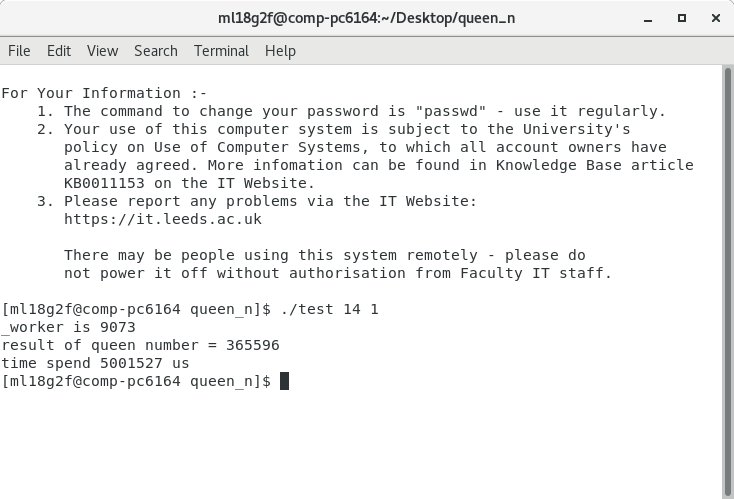 ml18g2f@comp-pc6164:~/Desktop/queen_n
File Edit View Search Terminal Help
For Your Information :-
1. The command to change your password is "passwd" - use it regularly.
2. Your use of this computer system is subject to the University's
policy on Use of Computer Systems, to which all account owners have
already agreed. More infomation can be found in Knowledge Base article
KB0011153 on the IT Website.
3. Please report any problems via the IT Website:
https://it.leeds.ac.uk
There may be people using this system remotely - please do
not power it off without authorisation from Faculty IT staff.
[ml18g2f@comp-pc6164 queen_n]$ ./test 14 1
_worker is 9073
result of queen number = 365596
time spend 5001527 us
[ml18g2f@comp-pc6164 queen_n]$